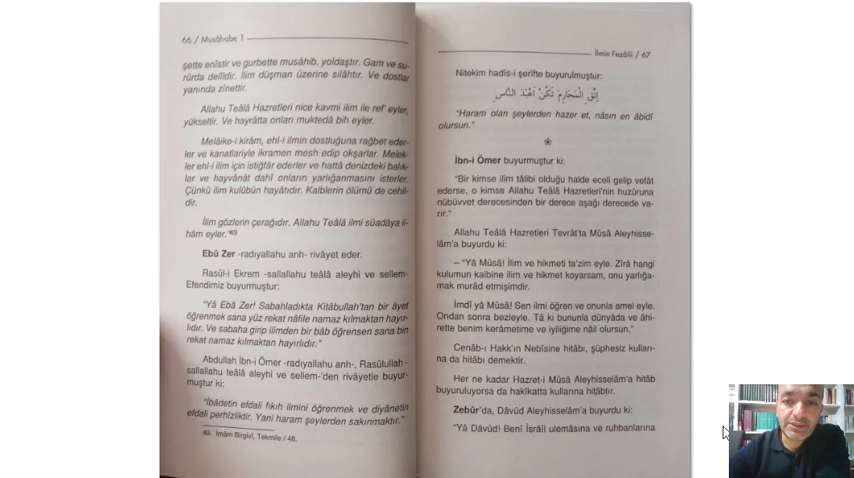 66 / Musâhabe 1
şette enîstir ve gurbette musâhib, yoldaştır. Gam ve su-
rûrda delîldir. İlim düşman üzerine silâhtır. Ve dostlar
yanında zînettir.
Allahu Teâlâ Hazretleri nice kavmi ilim ile ref' eyler,
yükseltir. Ve hayrâtta onları muktedâ bih eyler.
Melâike-i kirâm, ehl-i ilmin dostluğuna rağbet eder-
ler ve kanatlariyle ikramen mesh edip okşarlar. Melek-
ler ehl-i ilim için istiğfâr ederler ve hattâ denizdeki balık-
lar ve hayvânât dahî onların yarlığanmasını isterler.
Çünkü ilim kulûbün hayâtıdır. Kalblerin ölümü de cehil-
dir.
İlim gözlerin çerağıdır. Allahu Teâlâ ilmi süadâya il-
hâm eyler."49
Ebû Zer -radıyallahu anh- rivâyet eder.
Rasûl-i Ekrem -sallallahu teâlâ aleyhi ve sellem-
Efendimiz buyurmuştur:
"Yâ Ebâ Zer! Sabahladıkta Kitâbullah'tan bir âyet
öğrenmek sana yüz rekat nâfile namaz kılmaktan hayır-
lıdır. Ve sabaha girip ilimden bir bâb öğrensen sana bin
rekat namaz kılmaktan hayırlıdır."
Abdullah İbn-i Ömer -radıyallahu anh-, Rasûlullah -
sallallahu teâlâ aleyhi ve sellem-'den rivâyetle buyur-
muştur ki:
"İbâdetin efdali fıkıh ilmini öğrenmek ve diyânetin
efdali perhîzliktir. Yani haram şeylerden sakınmaktır."
49. İmâm Birgivî, Tekmile / 48.
İlmin Fezâili / 67
Nitekim hadîs-i şerîfte buyurulmuştur:
اِتَّقِ الْمَحَارِمَ تَكُنْ اَعْبَدَ النَّاسِ
"Haram olan şeylerden hazer et, nâsın en âbidi
olursun."
İbn-i Ömer buyurmuştur ki:
"Bir kimse ilim tâlibi olduğu halde eceli gelip vefât
ederse, o kimse Allahu Teâlâ Hazretleri'nin huzûruna
nübüvvet derecesinden bir derece aşağı derecede va-
rır."
Allahu Teâlâ Hazretleri Tevrât'ta Mûsâ Aleyhisse-
lâm'a buyurdu ki:
– "Yâ Mûsâ! İlim ve hikmeti ta'zim eyle. Zîrâ hangi
kulumun kalbine ilim ve hikmet koyarsam, onu yarlığa-
mak murâd etmişimdir.
İmdî yâ Mûsâ! Sen ilmi öğren ve onunla amel eyle.
Ondan sonra bezleyle. Tâ ki bununla dünyâda ve âhi-
rette benim kerâmetime ve iyiliğime nâil olursun."
Cenâb-ı Hakk'ın Nebîsine hitâbı, şüphesiz kulları-
na da hitâbı demektir.
Her ne kadar Hazret-i Mûsâ Aleyhisselâm'a hitâb
buyuruluyorsa da hakîkatta kullarına hitâbtır.
Zebûr'da, Dâvûd Aleyhisselâm'a buyurdu ki:
"Yâ Dâvûd! Benî İsrâîl ulemâsına ve ruhbanlarına